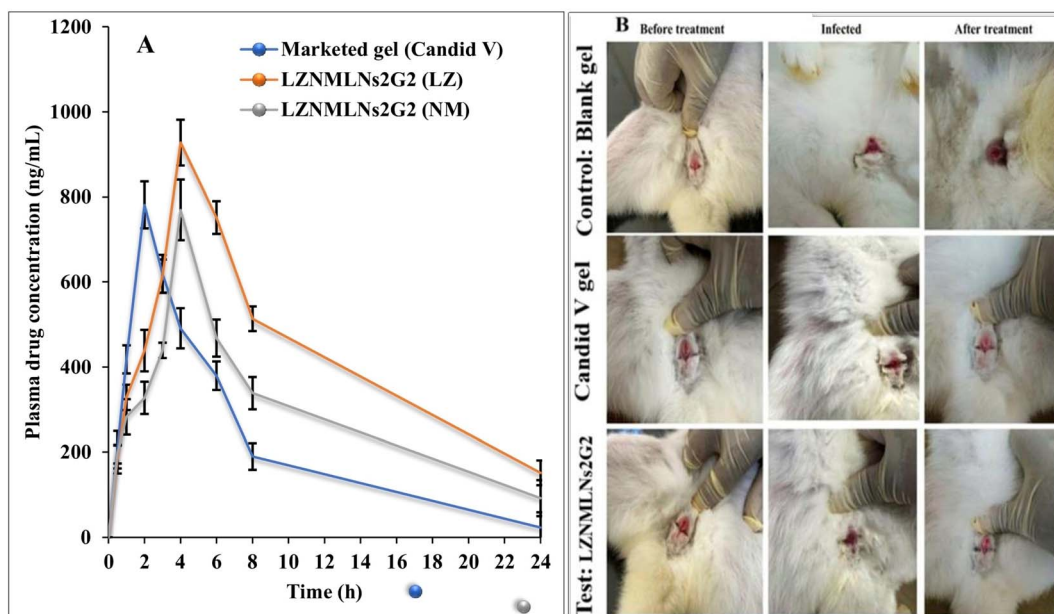 A
Marketed gel (Candid V)
LZNMLNs2G2 (LZ)
LZNMLNs2G2 (NM)
Plasma drug concentration (ng/mL)
1200
1000
800
600
400
200
0
0 2 4 6 8 10 12 14 16 18 20 22 24
Time (h)
B
Before treatment Infected After treatment
Control: Blank gel
Candid V gel
Test: LZNMLNs2G2